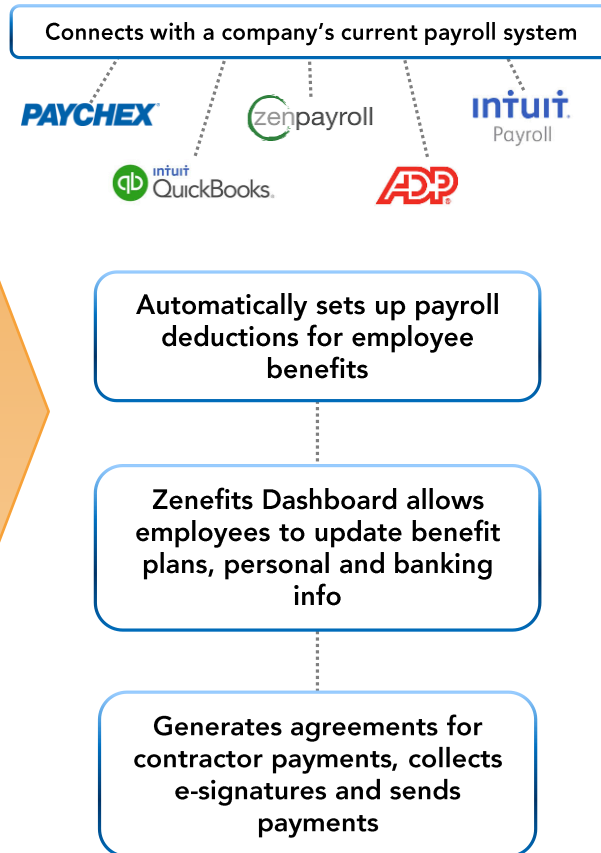 Connects with a company’s current payroll system
PAYCHEX
zenpayroll
intuit
Payroll
intuit
qb QuickBooks.
ADP
Automatically sets up payroll
deductions for employee
benefits
Zenefits Dashboard allows
employees to update benefit
plans, personal and banking
info
Generates agreements for
contractor payments, collects
e-signatures and sends
payments